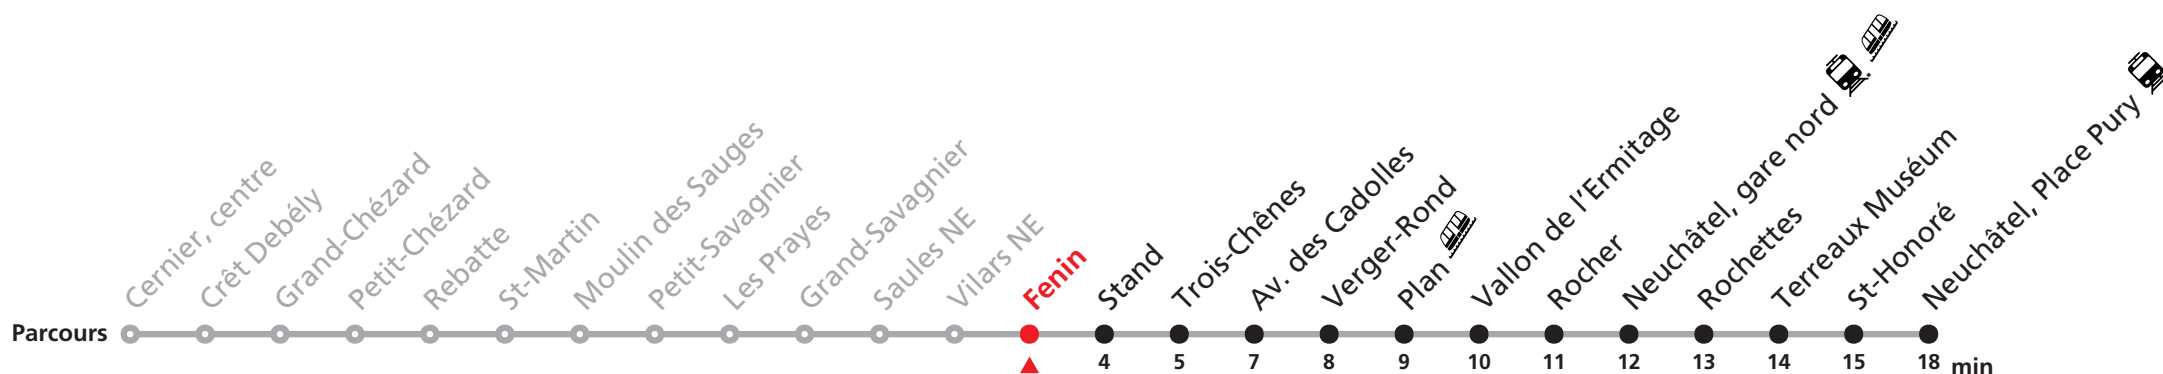 Parcours
Cernier, centre
Crêt Debély
Grand-Chézard
Petit-Chézard
Rebatte
St-Martin
Moulin des Sauges
Petit-Savagnier
Les Prayes
Grand-Savagnier
Saules NE
Vilars NE
Fenin
Stand
Trois-Chênes
Av. des Cadolles
Verger-Rond
Plan
Vallon de l'Ermitage
Rocher
Neuchâtel, gare nord
Rochettes
Terreaux Muséum
St-Honoré
Neuchâtel, Place Pury
4 5 7 8 9 10 11 12 13 14 15 18 min